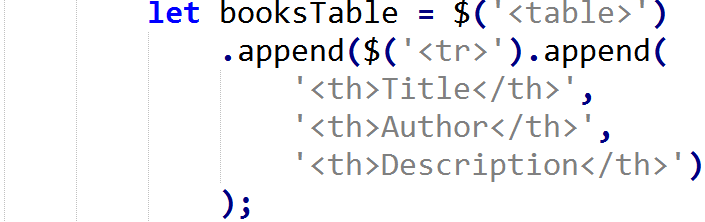 let booksTable = $('<table>')
.append($('<tr>').append(
'<th>Title</th>',
'<th>Author</th>',
'<th>Description</th>')
);